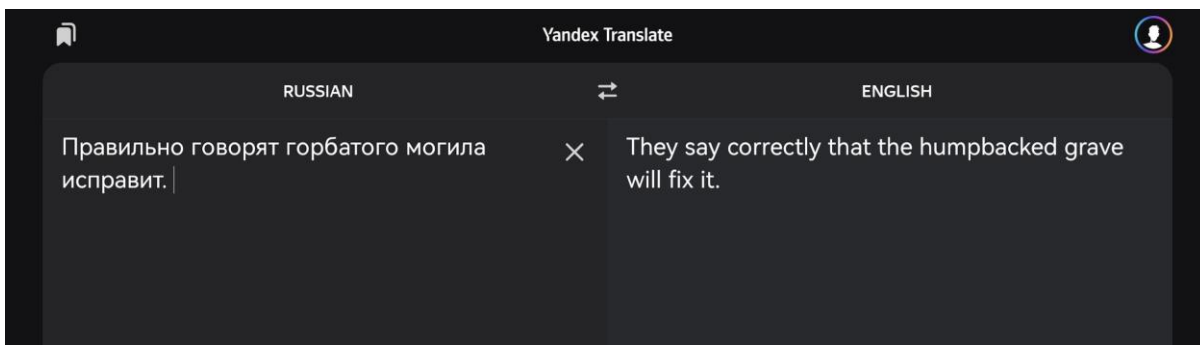 Yandex Translate
RUSSIAN
ENGLISH
Правильно говорят горбатого могила
исправит.
They say correctly that the humpbacked grave
will fix it.